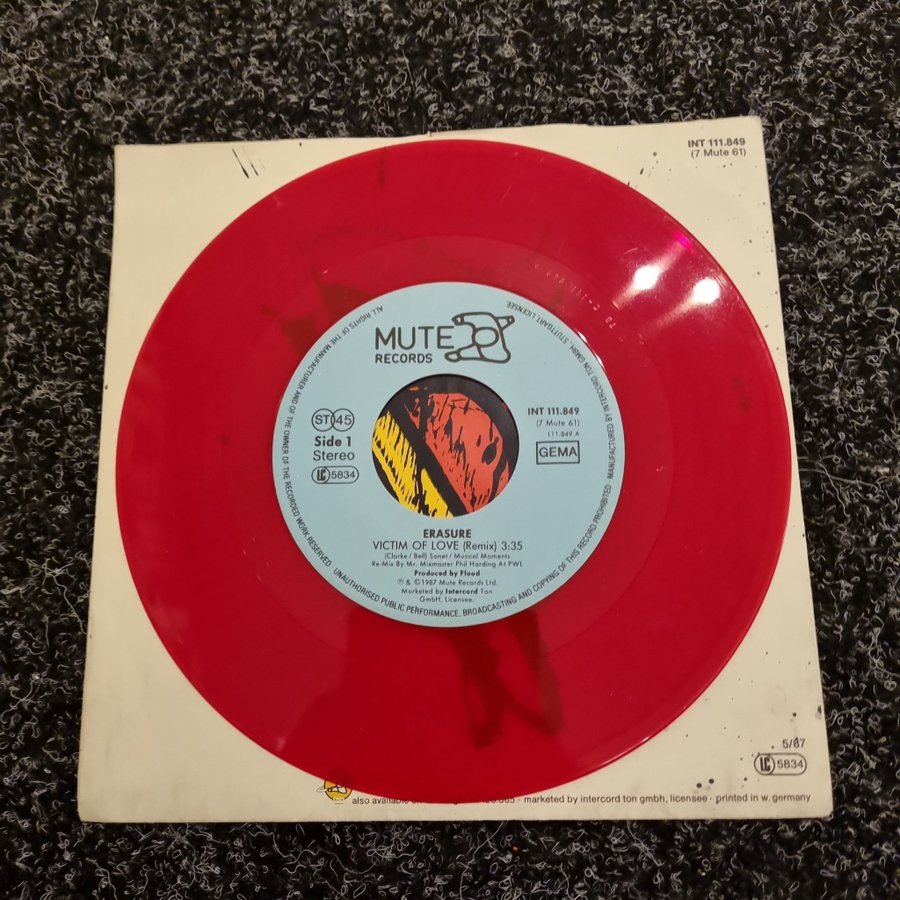 INT 111.849
(7 Mute 61)
MUTE
RECORDS
ST 45
Side 1
Stereo
LC 5834
INT 111.849
(7 Mute 61)
111.849 A
GEMA
ERASURE
VICTIM OF LOVE (Remix) 3:35
(Clarke / Bell) Sonet / Musical Moments
Re-Mix By Mr. Mixmaster Phil Harding At PWL
Produced by Flood
℗ & ©1987 Mute Records Ltd.
Marketed by Intercord Ton
GmbH, Licensee.
ALL RIGHTS OF THE MANUFACTURER AND OF THE OWNER OF THE RECORDED WORK RESERVED · UNAUTHORISED PUBLIC PERFORMANCE, BROADCASTING AND COPYING OF THIS RECORD PROHIBITED · MANUFACTURED BY INTERCORD TON GMBH, STUTTGART, LICENSEE
5/87
LC 5834
also available · marketed by intercord ton gmbh, licensee · printed in w. germany